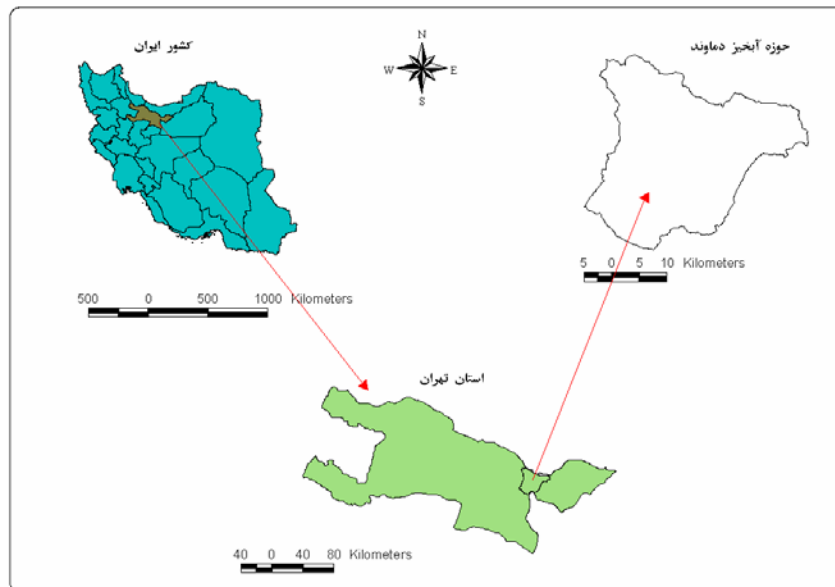 کشور ایران
N
W E
S
حوزه آبخیز دماوند
5 0 5 10 Kilometers
500 0 500 1000 Kilometers
استان تهران
40 0 40 80 Kilometers